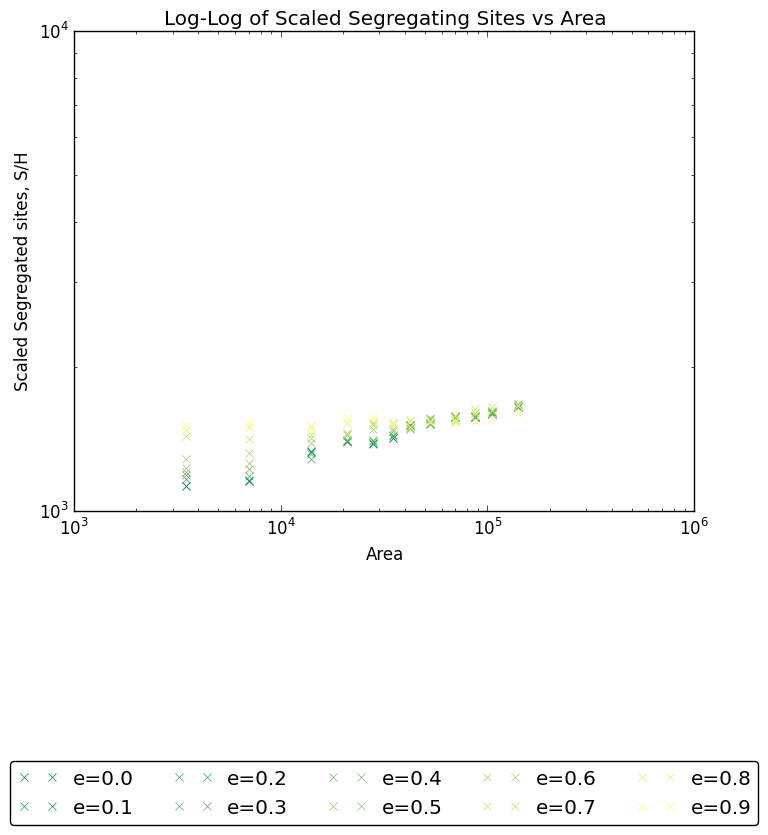 Log-Log of Scaled Segregating Sites vs Area
10^4
Scaled Segregated sites, S/H
10^3
10^3 10^4 10^5 10^6
Area
e=0.0 e=0.2 e=0.4 e=0.6 e=0.8
e=0.1 e=0.3 e=0.5 e=0.7 e=0.9